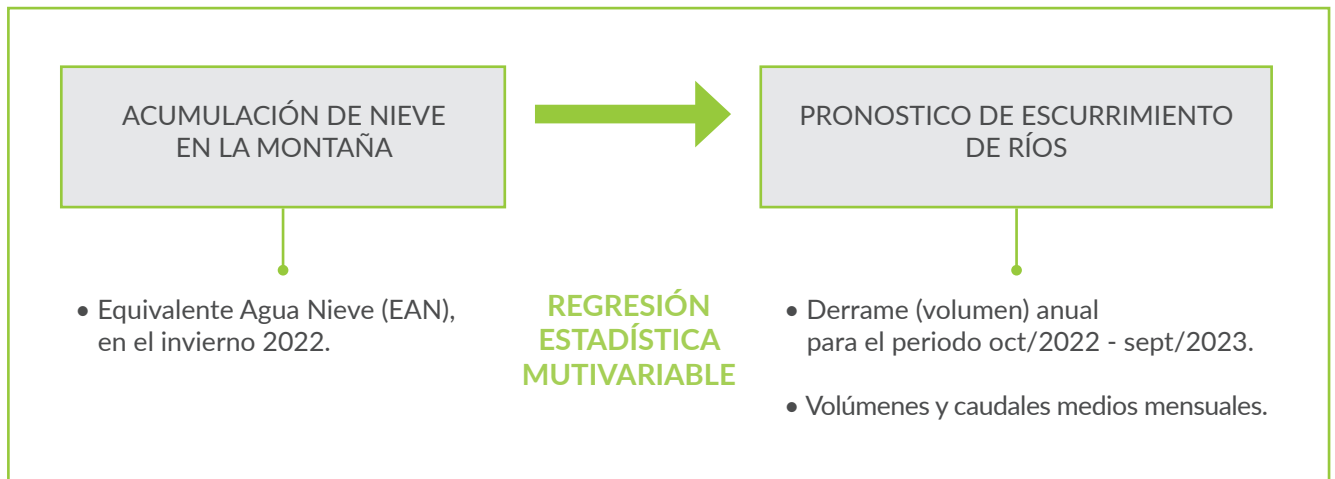 ACUMULACIÓN DE NIEVE
EN LA MONTAÑA
• Equivalente Agua Nieve (EAN),
en el invierno 2022.
REGRESIÓN
ESTADÍSTICA
MUTIVARIABLE
PRONOSTICO DE ESCURRIMIENTO
DE RÍOS
• Derrame (volumen) anual
para el periodo oct/2022 - sept/2023.
• Volúmenes y caudales medios mensuales.